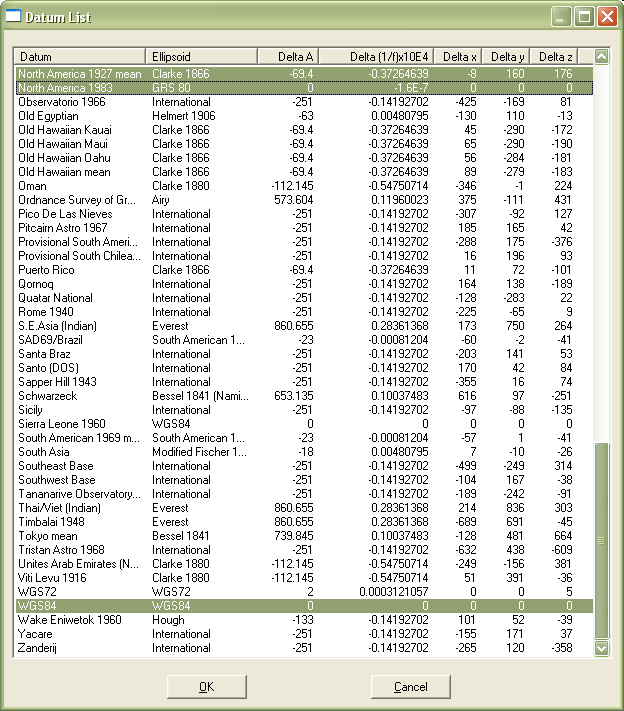 Datum List
Datum Ellipsoid Delta A Delta (1/f)x10E4 Delta x Delta y Delta z
North America 1927 mean Clarke 1866 -69.4 -0.37264639 -8 160 176
North America 1983 GRS 80 0 -1.6E-7 0 0 0
Observatorio 1966 International -251 -0.14192702 -425 -169 81
Old Egyptian Helmert 1906 -63 0.00480795 -130 110 -13
Old Hawaiian Kauai Clarke 1866 -69.4 -0.37264639 45 -290 -172
Old Hawaiian Maui Clarke 1866 -69.4 -0.37264639 65 -290 -190
Old Hawaiian Oahu Clarke 1866 -69.4 -0.37264639 56 -284 -181
Old Hawaiian mean Clarke 1866 -69.4 -0.37264639 89 -279 -183
Oman Clarke 1880 -112.145 -0.54750714 -346 -1 224
Ordnance Survey of Gr... Airy 573.604 0.11960023 375 -111 431
Pico De Las Nieves International -251 -0.14192702 -307 -92 127
Pitcairn Astro 1967 International -251 -0.14192702 185 165 42
Provisional South Ameri... International -251 -0.14192702 -288 175 -376
Provisional South Chilea... International -251 -0.14192702 16 196 93
Puerto Rico Clarke 1866 -69.4 -0.37264639 11 72 -101
Qornoq International -251 -0.14192702 164 138 -189
Quatar National International -251 -0.14192702 -128 -283 22
Rome 1940 International -251 -0.14192702 -225 -65 9
S.E.Asia (Indian) Everest 860.655 0.28361368 173 750 264
SAD69/Brazil South American 1... -23 -0.00081204 -60 -2 -41
Santa Braz International -251 -0.14192702 -203 141 53
Santo (DOS) International -251 -0.14192702 170 42 84
Sapper Hill 1943 International -251 -0.14192702 -355 16 74
Schwarzeck Bessel 1841 (Nami... 653.135 0.10037483 616 97 -251
Sicily International -251 -0.14192702 -97 -88 -135
Sierra Leone 1960 WGS84 0 0 0 0 0
South American 1969 m... South American 1... -23 -0.00081204 -57 1 -41
South Asia Modified Fischer 1... -18 0.00480795 7 -10 -26
Southeast Base International -251 -0.14192702 -499 -249 314
Southwest Base International -251 -0.14192702 -104 167 -38
Tananarive Observatory... International -251 -0.14192702 -189 -242 -91
Thai/Viet (Indian) Everest 860.655 0.28361368 214 836 303
Timbalai 1948 Everest 860.655 0.28361368 -689 691 -45
Tokyo mean Bessel 1841 739.845 0.10037483 -128 481 664
Tristan Astro 1968 International -251 -0.14192702 -632 438 -609
Unites Arab Emirates (N... Clarke 1880 -112.145 -0.54750714 -249 -156 381
Viti Levu 1916 Clarke 1880 -112.145 -0.54750714 51 391 -36
WGS72 WGS72 2 0.0003121057 0 0 5
WGS84 WGS84 0 0 0 0 0
Wake Eniwetok 1960 Hough -133 -0.14192702 101 52 -39
Yacare International -251 -0.14192702 -155 171 37
Zanderij International -251 -0.14192702 -265 120 -358
OK Cancel